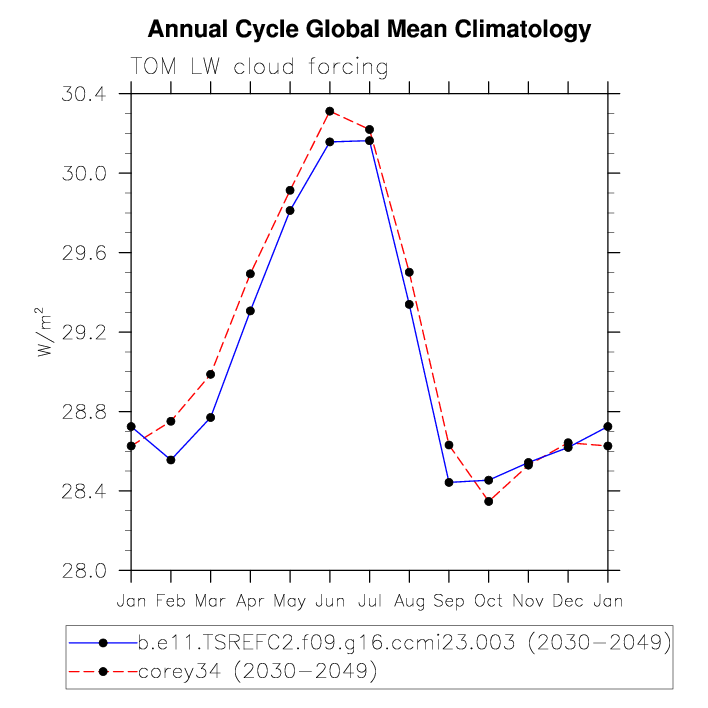 Annual Cycle Global Mean Climatology
TOM LW cloud forcing
30.4
30.0
29.6
29.2
28.8
28.4
28.0
W/m²
Jan Feb Mar Apr May Jun Jul Aug Sep Oct Nov Dec Jan
b.e11.TSREFC2.f09.g16.ccmi23.003 (2030-2049)
corey34 (2030-2049)